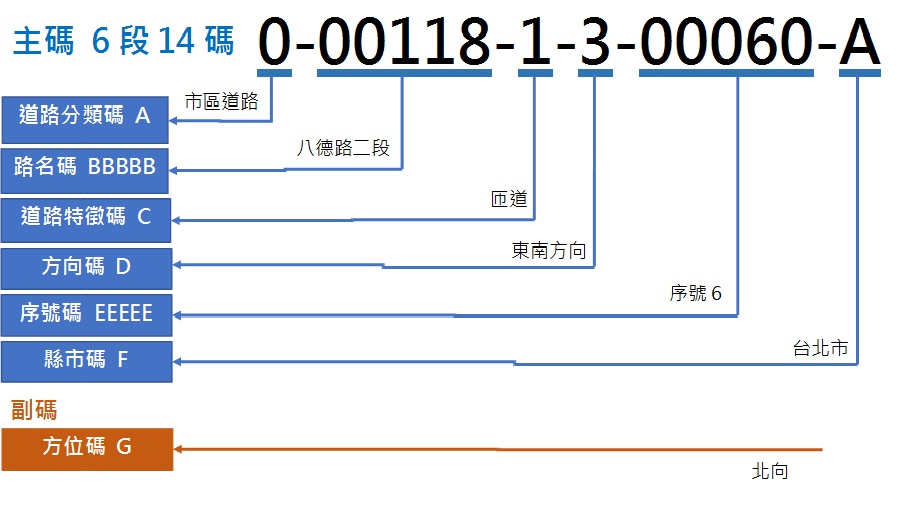 主碼 6 段 14 碼 0-00118-1-3-00060-A
市區道路
道路分類碼 A
八德路二段
路名碼 BBBBB
匝道
道路特徵碼 C
東南方向
方向碼 D
序號 6
序號碼 EEEEE
台北市
縣市碼 F
副碼
方位碼 G
北向